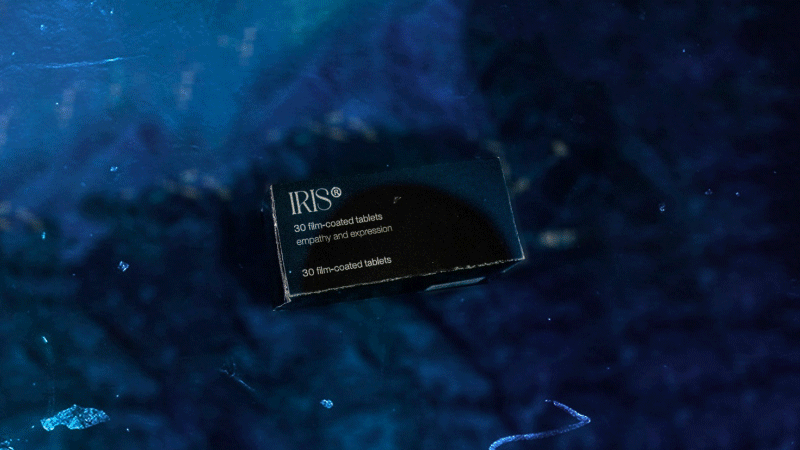 IRIS®
30 film-coated tablets
empathy and expression
30 film-coated tablets